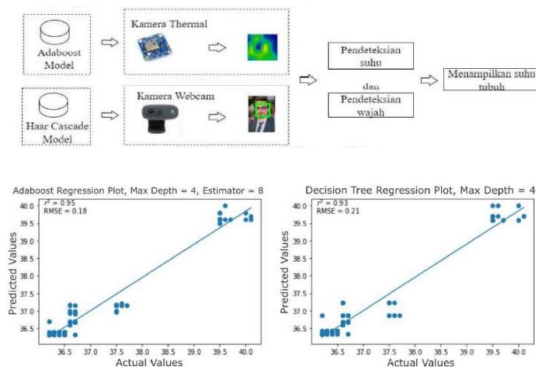 Adaboost
Model
Kamera Thermal
Haar Cascade
Model
Kamera Webcam
Pendeteksian
suhu
dan
Pendeteksian
wajah
Menampilkan suhu
tubuh
Adaboost Regression Plot, Max Depth = 4, Estimator = 8
r² = 0.95
RMSE = 0.18
Predicted Values
40.0
39.5
39.0
38.5
38.0
37.5
37.0
36.5
36.5 37.0 37.5 38.0 38.5 39.0 39.5 40.0
Actual Values
Decision Tree Regression Plot, Max Depth = 4
r² = 0.93
RMSE = 0.21
Predicted Values
40.0
39.5
39.0
38.5
38.0
37.5
37.0
36.5
36.5 37.0 37.5 38.0 38.5 39.0 39.5 40.0
Actual Values